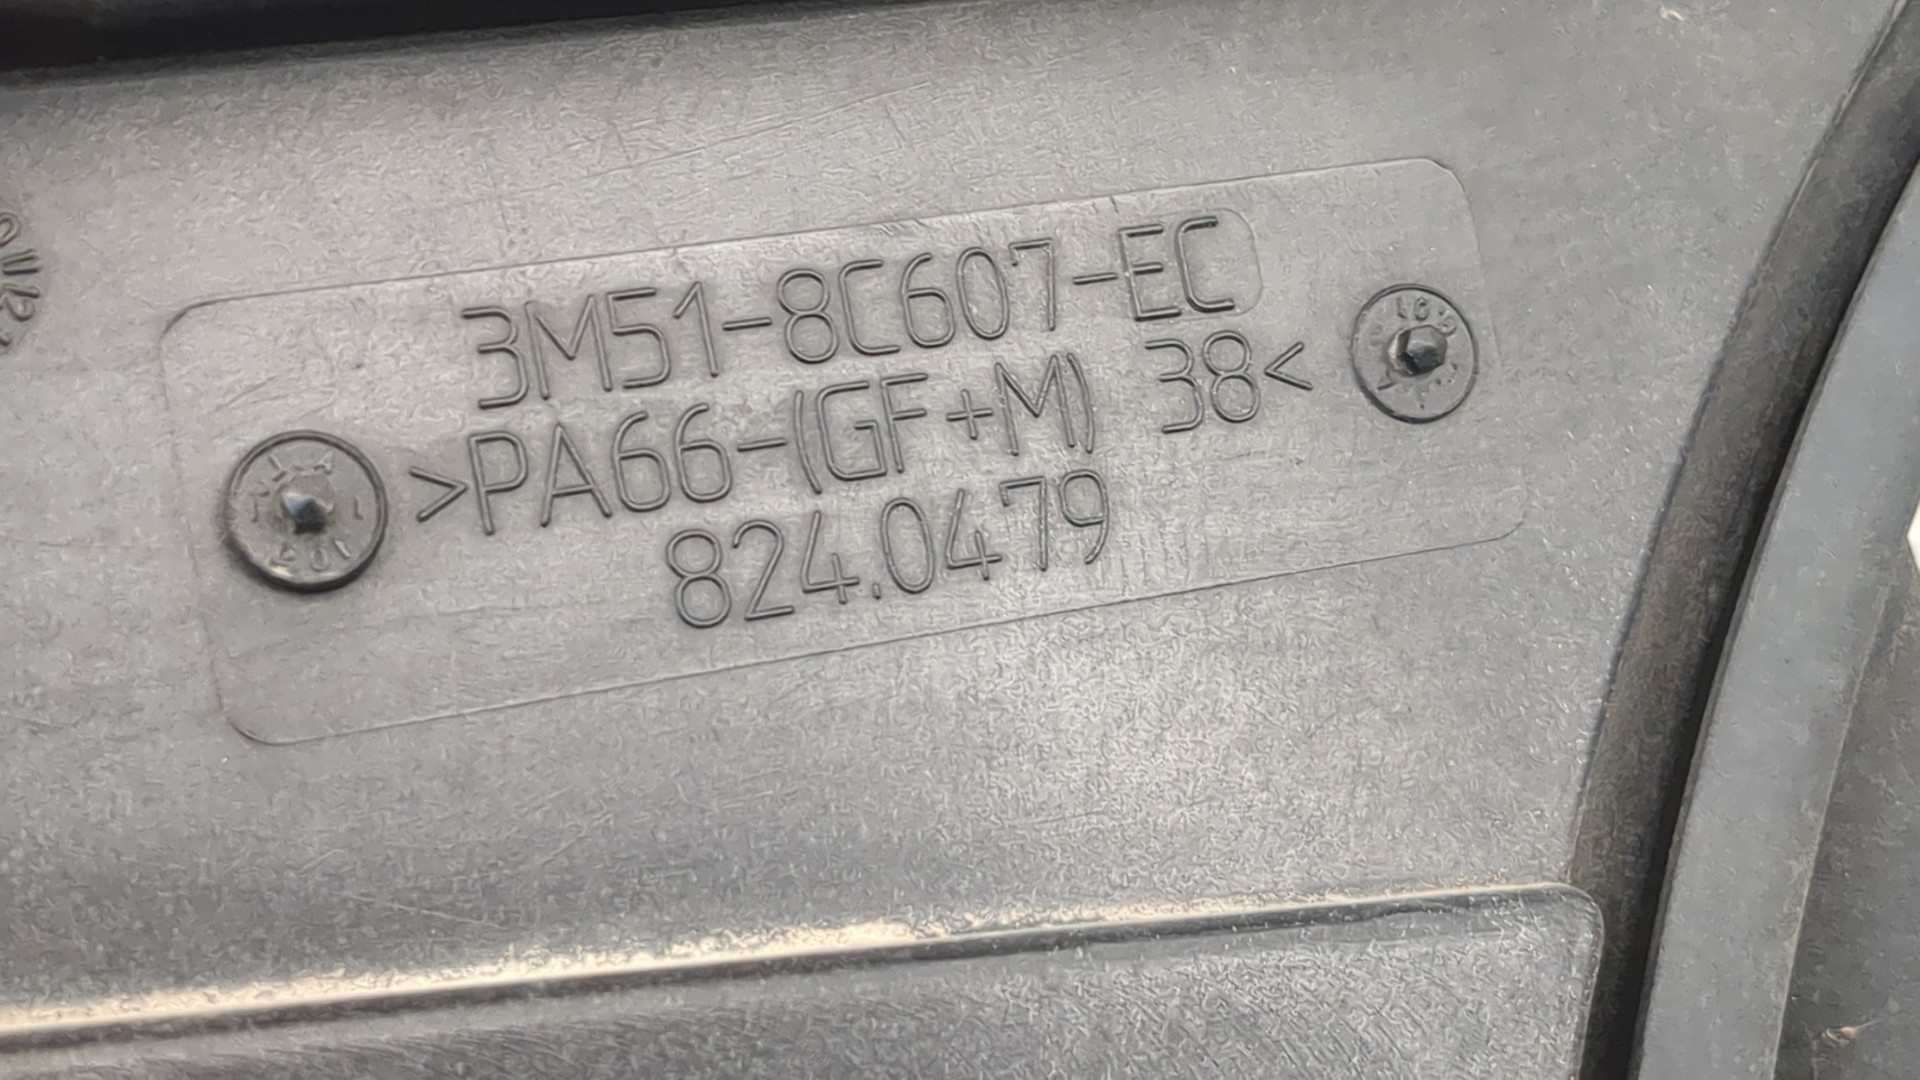 3M51-8C607-EC
>PA66-(GF+M) 38<
824.0479